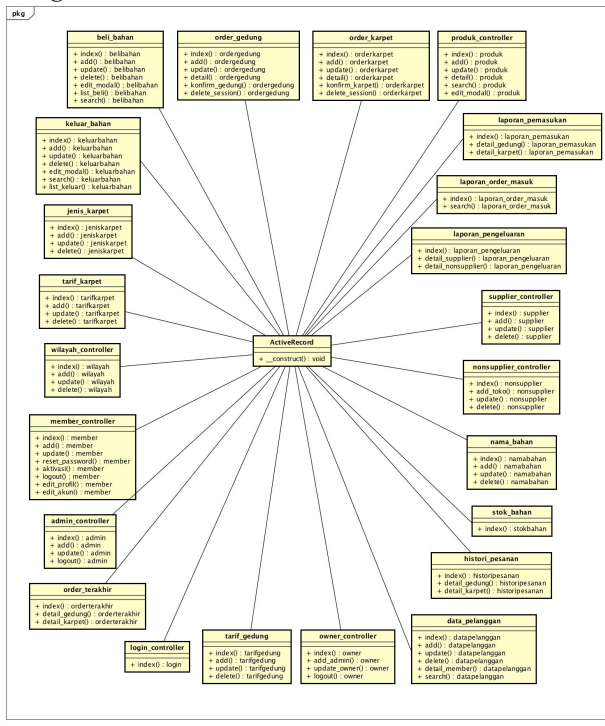 pkg
beli_bahan
+ index() : belibahan
+ add() : belibahan
+ update() : belibahan
+ delete() : belibahan
+ edit_modal() : belibahan
+ list_beli() : belibahan
+ search() : belibahan
order_gedung
+ index() : ordergedung
+ add() : ordergedung
+ update() : ordergedung
+ detail() : ordergedung
+ konfirm_gedung() : ordergedung
+ delete_session() : ordergedung
order_karpet
+ index() : orderkarpet
+ add() : orderkarpet
+ update() : orderkarpet
+ detail() : orderkarpet
+ konfirm_karpet() : orderkarpet
+ delete_session() : orderkarpet
produk_controller
+ index() : produk
+ add() : produk
+ update() : produk
+ detail() : produk
+ search() : produk
+ edit_modal() : produk
keluar_bahan
+ index() : keluarbahan
+ add() : keluarbahan
+ update() : keluarbahan
+ delete() : keluarbahan
+ edit_modal() : keluarbahan
+ search() : keluarbahan
+ list_keluar() : keluarbahan
laporan_pemasukan
+ index() : laporan_pemasukan
+ detail_gedung() : laporan_pemasukan
+ detail_karpet() : laporan_pemasukan
laporan_order_masuk
+ index() : laporan_order_masuk
+ search() : laporan_order_masuk
jenis_karpet
+ index() : jeniskarpet
+ add() : jeniskarpet
+ update() : jeniskarpet
+ delete() : jeniskarpet
laporan_pengeluaran
+ index() : laporan_pengeluaran
+ detail_supplier() : laporan_pengeluaran
+ detail_nonsupplier() : laporan_pengeluaran
tarif_karpet
+ index() : tarifkarpet
+ add() : tarifkarpet
+ update() : tarifkarpet
+ delete() : tarifkarpet
supplier_controller
+ index() : supplier
+ add() : supplier
+ update() : supplier
+ delete() : supplier
ActiveRecord
+ __construct() : void
wilayah_controller
+ index() : wilayah
+ add() : wilayah
+ update() : wilayah
+ delete() : wilayah
nonsupplier_controller
+ index() : nonsupplier
+ add_toko() : nonsupplier
+ update() : nonsupplier
+ delete() : nonsupplier
member_controller
+ index() : member
+ add() : member
+ update() : member
+ reset_password() : member
+ aktivasi() : member
+ logout() : member
+ edit_profil() : member
+ edit_akun() : member
nama_bahan
+ index() : namabahan
+ add() : namabahan
+ update() : namabahan
+ delete() : namabahan
stok_bahan
+ index() : stokbahan
admin_controller
+ index() : admin
+ add() : admin
+ update() : admin
+ logout() : admin
histori_pesanan
+ index() : historipesanan
+ detail_gedung() : historipesanan
+ detail_karpet() : historipesanan
order_terakhir
+ index() : orderterakhir
+ detail_gedung() : orderterakhir
+ detail_karpet() : orderterakhir
login_controller
+ index() : login
tarif_gedung
+ index() : tarifgedung
+ add() : tarifgedung
+ update() : tarifgedung
+ delete() : tarifgedung
owner_controller
+ index() : owner
+ add_admin() : owner
+ update_owner() : owner
+ logout() : owner
data_pelanggan
+ index() : datapelanggan
+ add() : datapelanggan
+ update() : datapelanggan
+ delete() : datapelanggan
+ detail_member() : datapelanggan
+ search() : datapelanggan